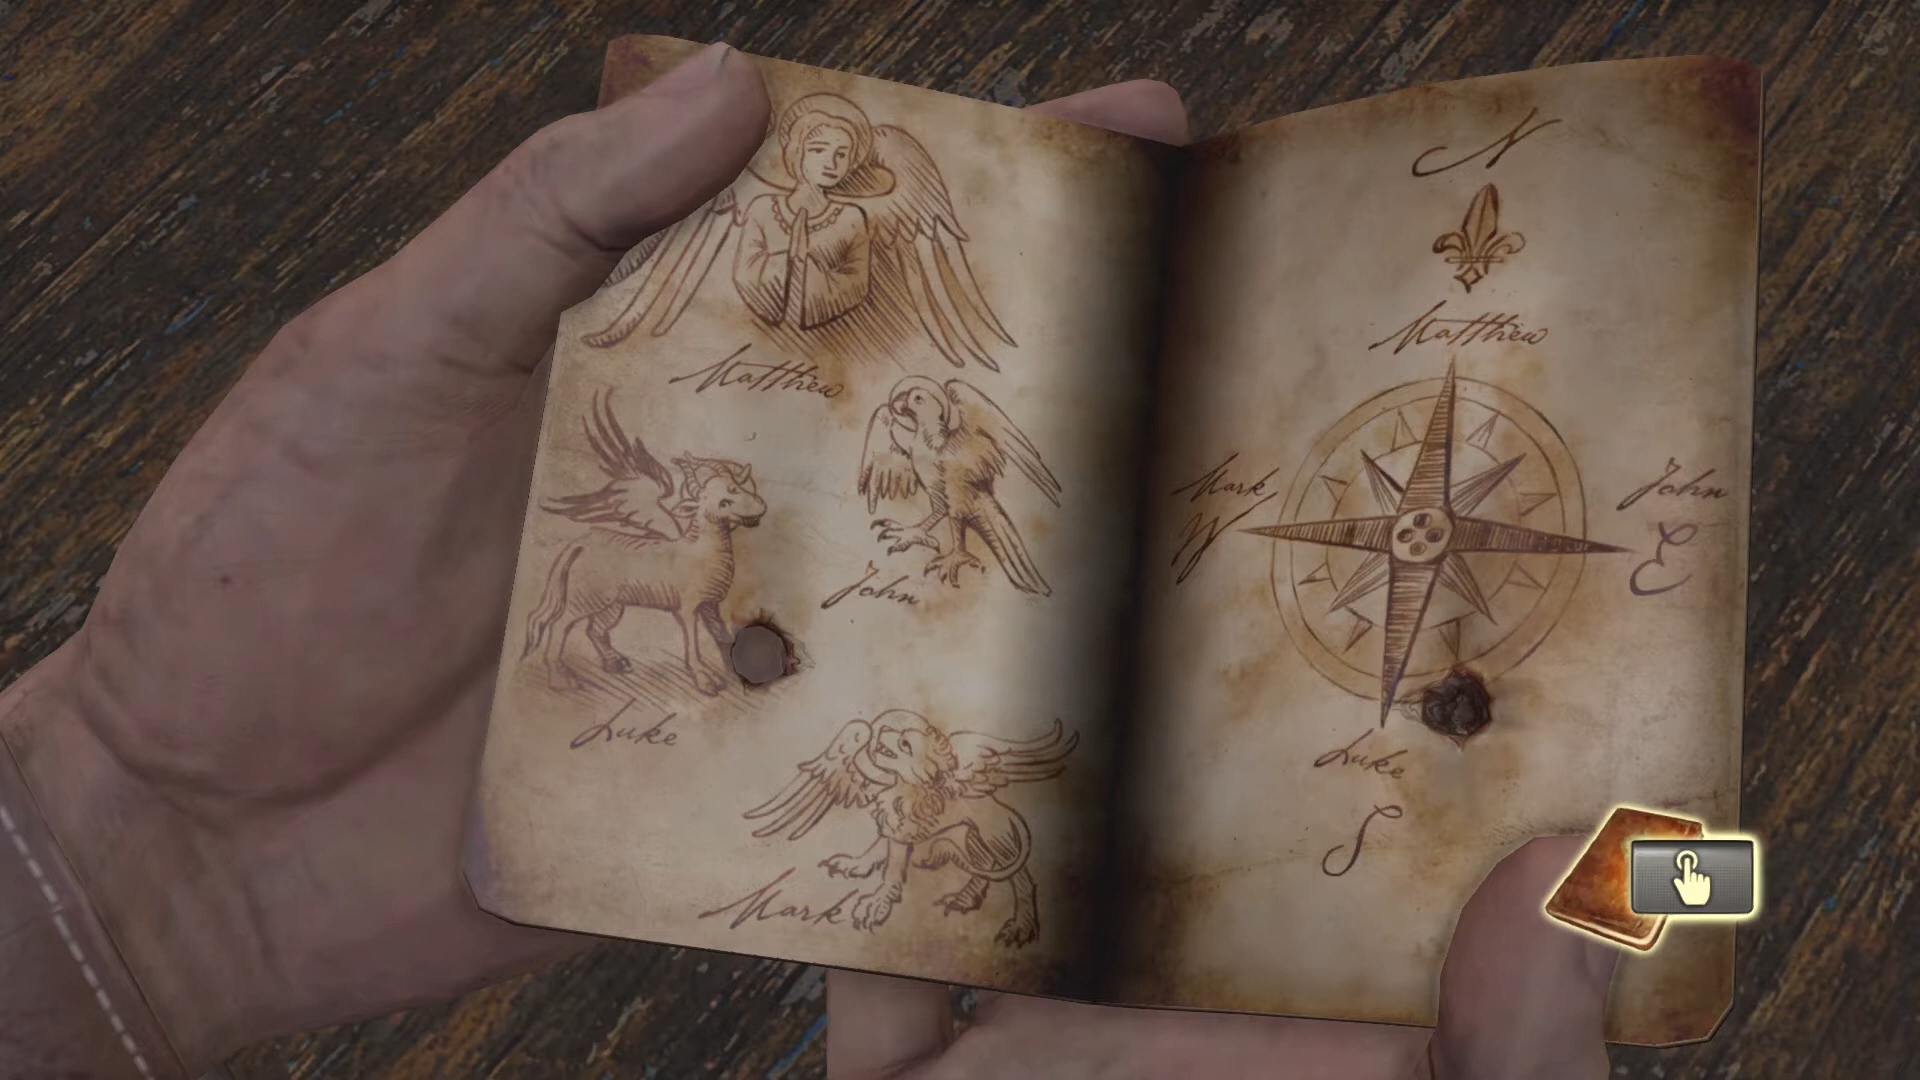 Matthew
John
Luke
Mark
N
Matthew
Mark
John
W
E
Luke
S